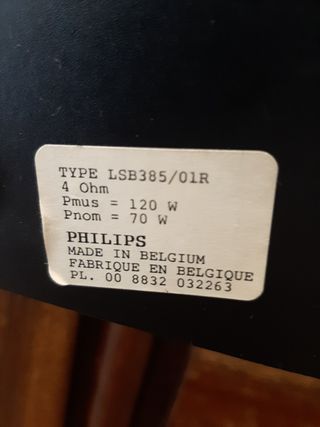 TYPE LSB385/01R
4 Ohm
Pmus = 120 W
Pnom = 70 W
PHILIPS
MADE IN BELGIUM
FABRIQUE EN BELGIQUE
PL. 00 8832 032263